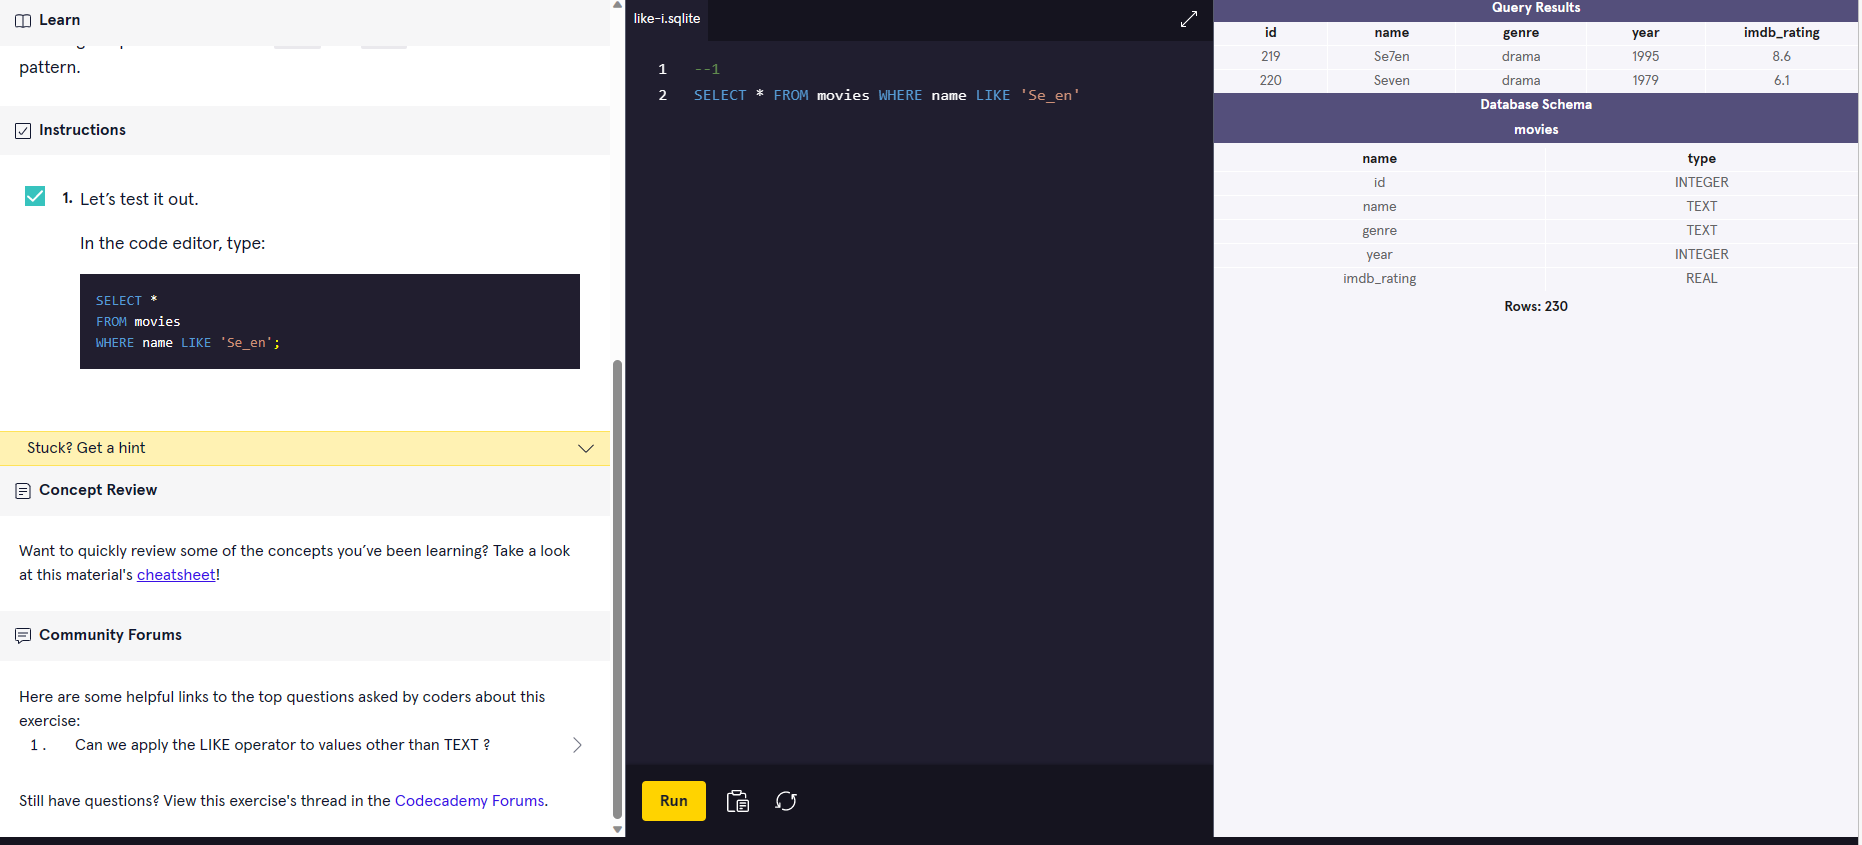 Learn
pattern.
Instructions
1. Let's test it out.
In the code editor, type:
SELECT *
FROM movies
WHERE name LIKE 'Se_en';
Stuck? Get a hint
Concept Review
Want to quickly review some of the concepts you've been learning? Take a look
at this material's cheatsheet!
Community Forums
Here are some helpful links to the top questions asked by coders about this
exercise:
1. Can we apply the LIKE operator to values other than TEXT ?
Still have questions? View this exercise's thread in the Codecademy Forums.
like-i.sqlite
1 --1
2 SELECT * FROM movies WHERE name LIKE 'Se_en'
Run
Query Results
id name genre year imdb_rating
219 Se7en drama 1995 8.6
220 Seven drama 1979 6.1
Database Schema
movies
name type
id INTEGER
name TEXT
genre TEXT
year INTEGER
imdb_rating REAL
Rows: 230